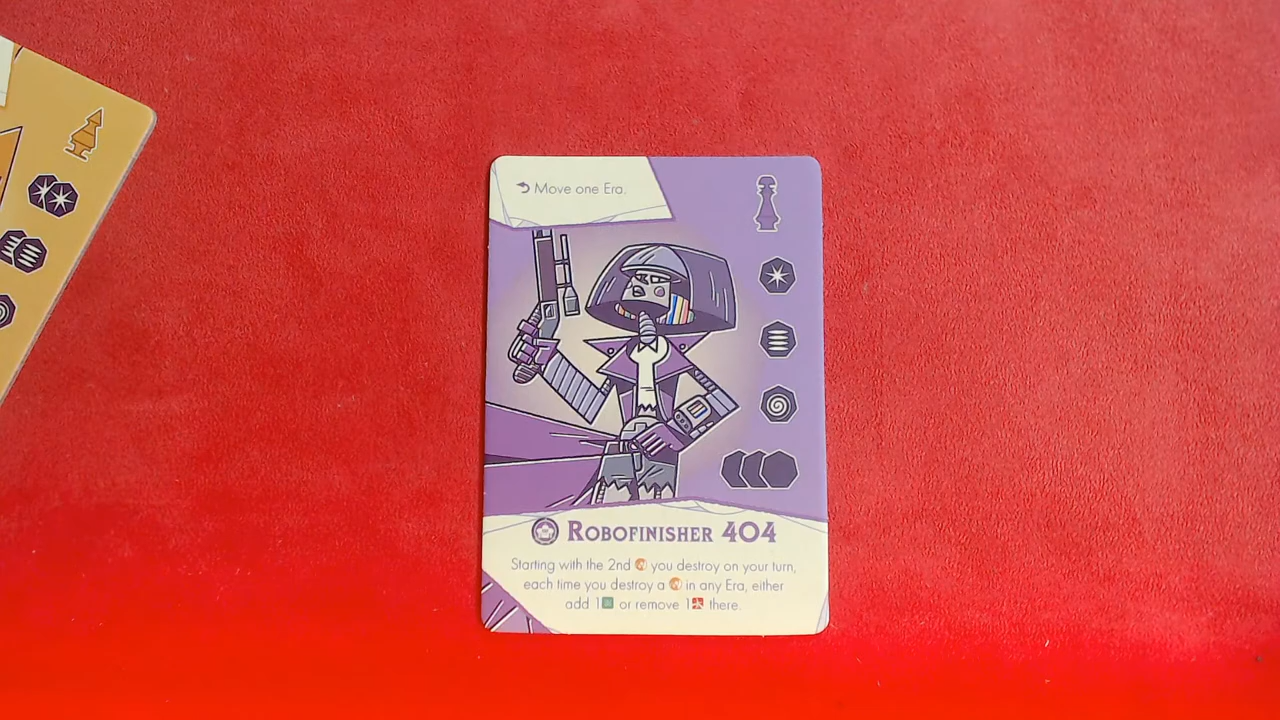 Move one Era.
ROBOFINISHER 404
Starting with the 2nd you destroy on your turn,
each time you destroy a in any Era, either
add 1 or remove 1 there.